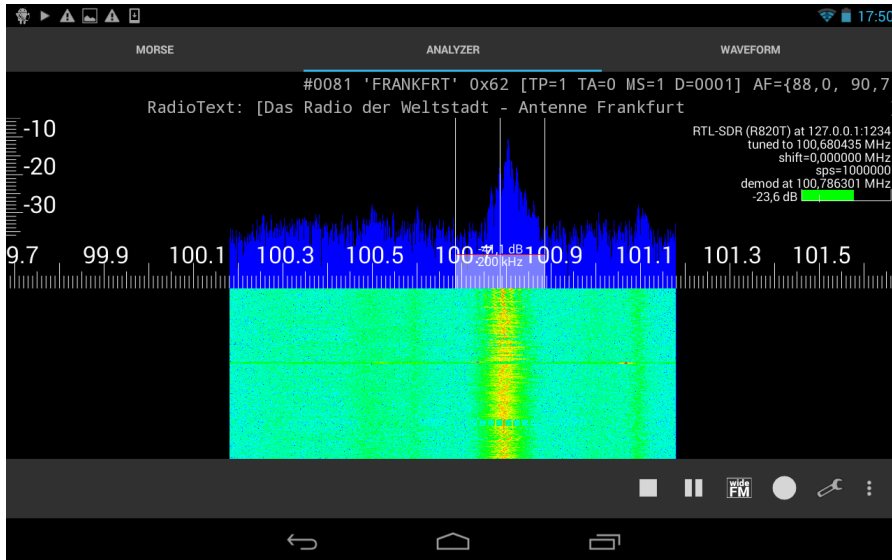 17:50
MORSE ANALYZER WAVEFORM
#0081 'FRANKFRT' 0x62 [TP=1 TA=0 MS=1 D=0001] AF={88,0, 90,7
RadioText: [Das Radio der Weltstadt - Antenne Frankfurt
-10
-20
-30
RTL-SDR (R820T) at 127.0.0.1:1234
tuned to 100,680435 MHz
shift=0,000000 MHz
sps=1000000
demod at 100,786301 MHz
-23,6 dB
9.7 99.9 100.1 100.3 100.5 100.7 100.9 101.1 101.3 101.5
200 kHz
wide
FM